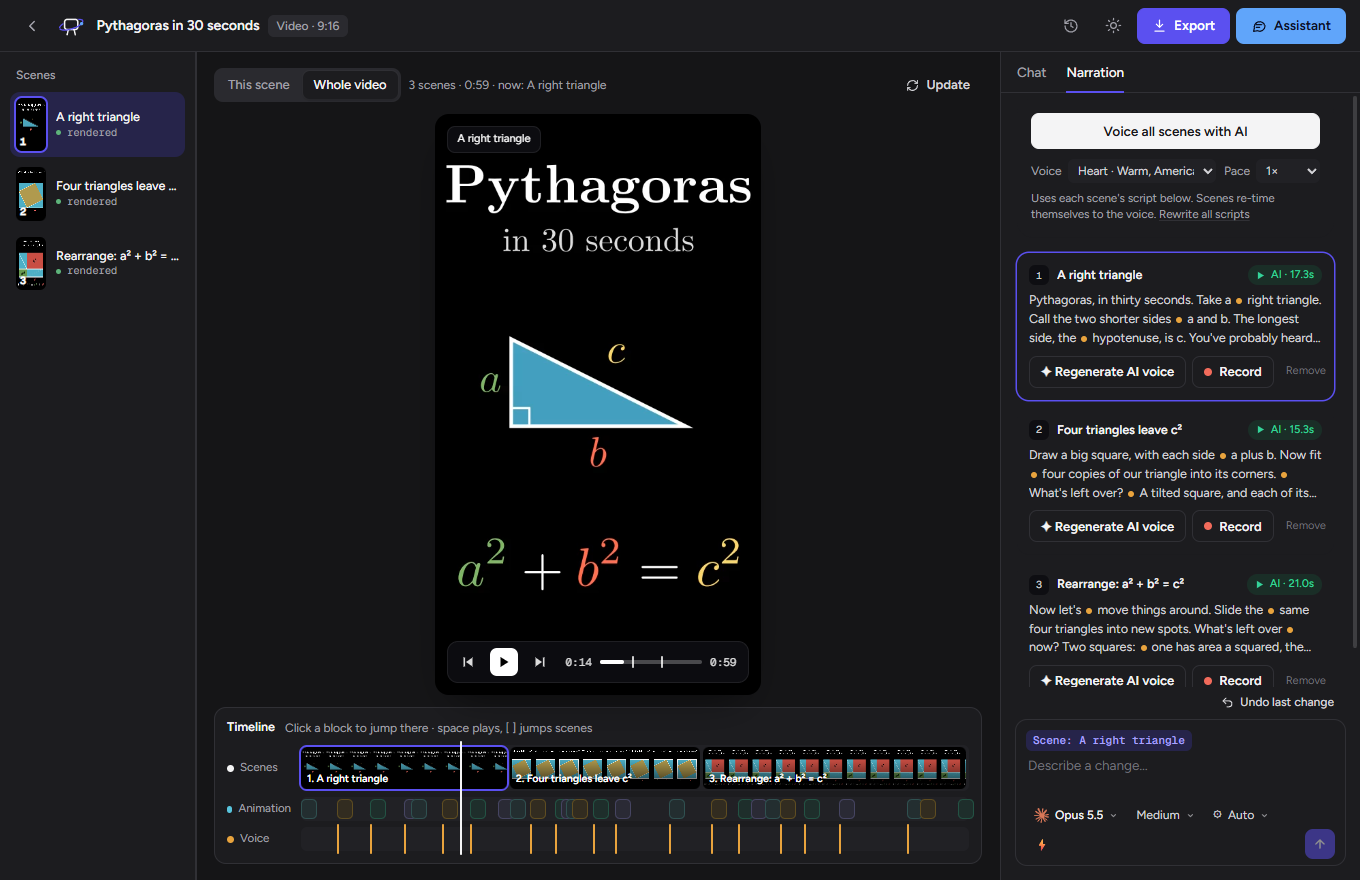 Pythagoras in 30 seconds
Video · 9:16
Export
Assistant
Scenes
1
A right triangle
rendered
2
Four triangles leave ...
rendered
3
Rearrange: a² + b² = ...
rendered
This scene
Whole video
3 scenes · 0:59 · now: A right triangle
Update
A right triangle
Pythagoras
in 30 seconds
a
c
b
a² + b² = c²
0:14
0:59
Timeline
Click a block to jump there · space plays, [ ] jumps scenes
Scenes
1. A right triangle
2. Four triangles leave c²
3. Rearrange: a² + b² = c²
Animation
Voice
Chat
Narration
Voice all scenes with AI
Voice
Heart · Warm, America
Pace
1×
Uses each scene's script below. Scenes re-time
themselves to the voice. Rewrite all scripts
1
A right triangle
AI · 17.3s
Pythagoras, in thirty seconds. Take a right triangle.
Call the two shorter sides a and b. The longest
side, the hypotenuse, is c. You've probably heard...
Regenerate AI voice
Record
Remove
2
Four triangles leave c²
AI · 15.3s
Draw a big square, with each side a plus b. Now fit
four copies of our triangle into its corners.
What's left over? A tilted square, and each of its...
Regenerate AI voice
Record
Remove
3
Rearrange: a² + b² = c²
AI · 21.0s
Now let's move things around. Slide the same
four triangles into new spots. What's left over
now? Two squares: one has area a squared, the...
Regenerate AI voice
Record
Remove
Undo last change
Scene: A right triangle
Describe a change...
Opus 5.5
Medium
Auto